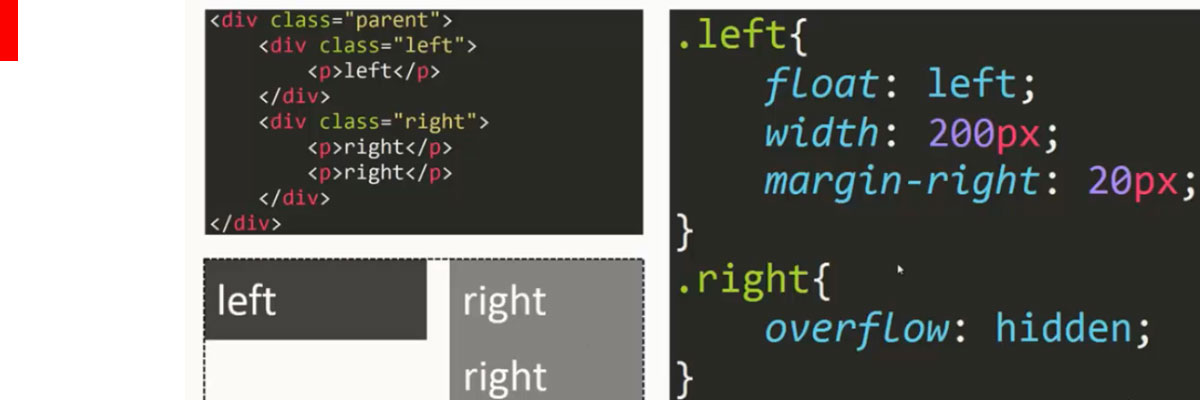 <div class="parent">
<div class="left">
<p>left</p>
</div>
<div class="right">
<p>right</p>
<p>right</p>
</div>
</div>
left
right
right
.left{
float: left;
width: 200px;
margin-right: 20px;
}
.right{
overflow: hidden;
}